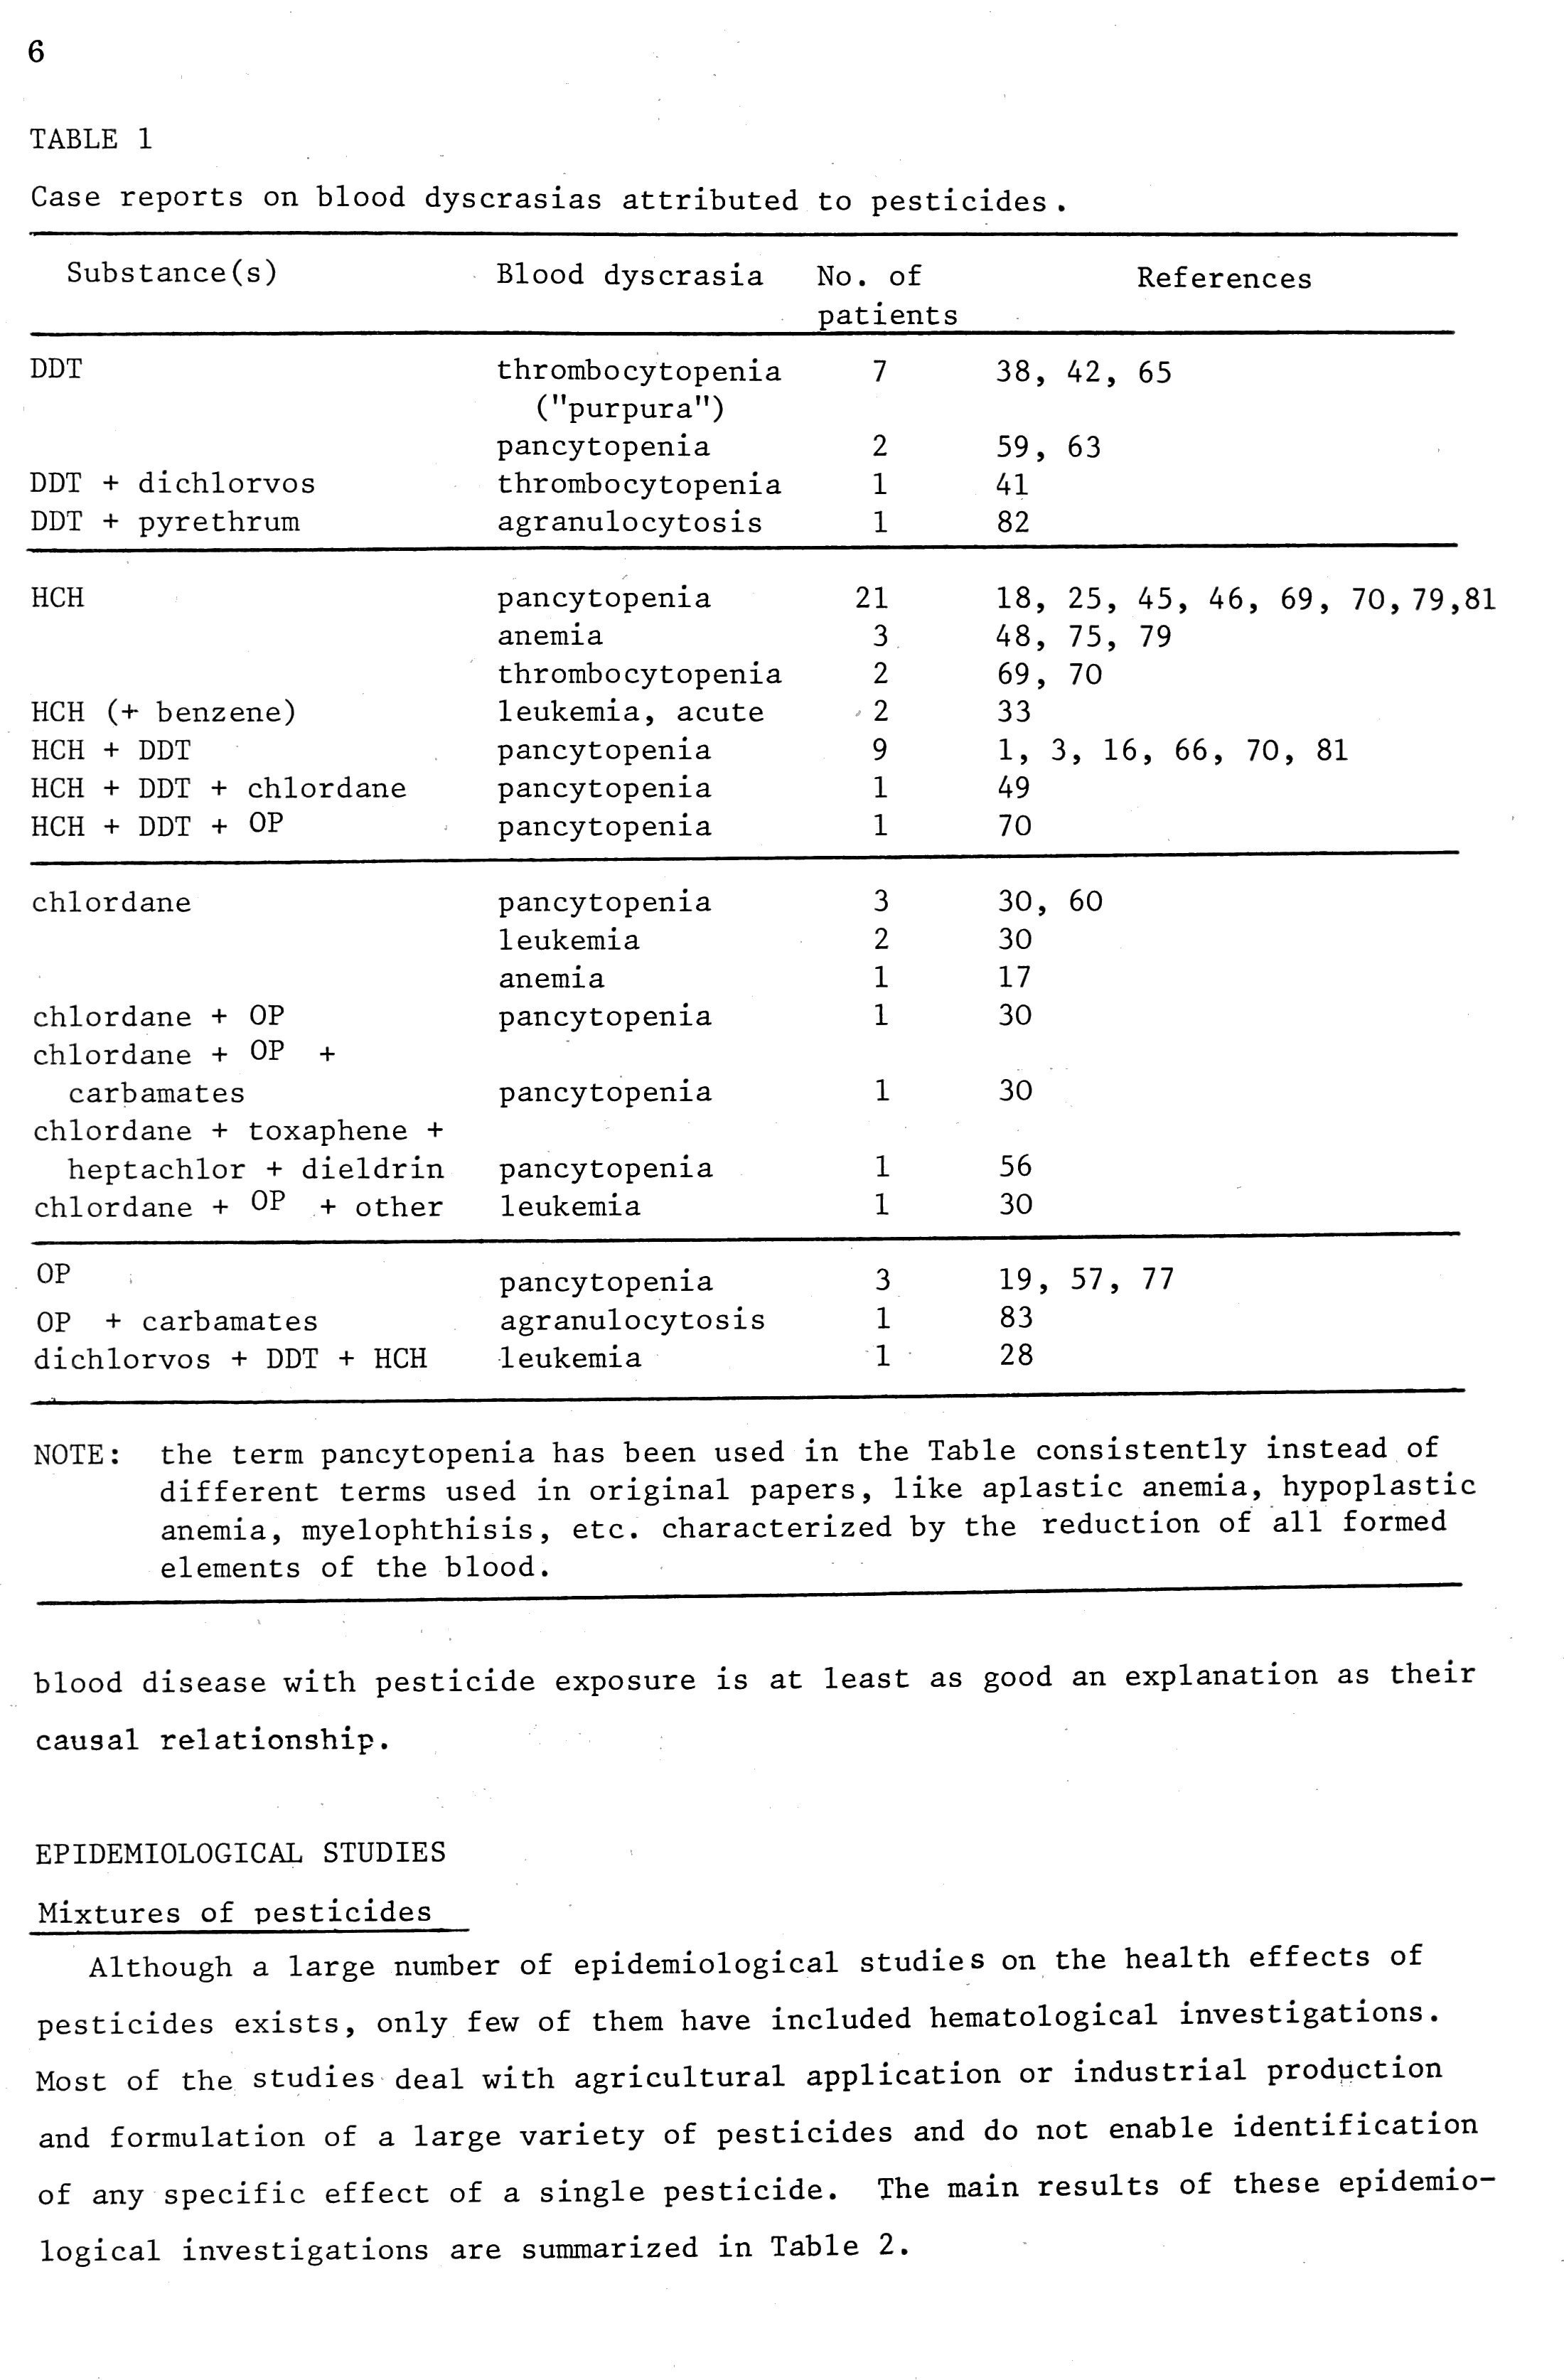 6
TABLE 1
Case reports on blood dyscrasias attributed to pesticides.
Substance(s) Blood dyscrasia No. of References
patients
DDT thrombocytopenia 7 38, 42, 65
("purpura")
pancytopenia 2 59, 63
DDT + dichlorvos thrombocytopenia 1 41
DDT + pyrethrum agranulocytosis 1 82
HCH pancytopenia 21 18, 25, 45, 46, 69, 70, 79,81
anemia 3 48, 75, 79
thrombocytopenia 2 69, 70
HCH (+ benzene) leukemia, acute 2 33
HCH + DDT pancytopenia 9 1, 3, 16, 66, 70, 81
HCH + DDT + chlordane pancytopenia 1 49
HCH + DDT + OP pancytopenia 1 70
chlordane pancytopenia 3 30, 60
leukemia 2 30
anemia 1 17
chlordane + OP pancytopenia 1 30
chlordane + OP +
carbamates pancytopenia 1 30
chlordane + toxaphene +
heptachlor + dieldrin pancytopenia 1 56
chlordane + OP + other leukemia 1 30
OP pancytopenia 3 19, 57, 77
OP + carbamates agranulocytosis 1 83
dichlorvos + DDT + HCH leukemia 1 28
NOTE: the term pancytopenia has been used in the Table consistently instead of
different terms used in original papers, like aplastic anemia, hypoplastic
anemia, myelophthisis, etc. characterized by the reduction of all formed
elements of the blood.
blood disease with pesticide exposure is at least as good an explanation as their
causal relationship.
EPIDEMIOLOGICAL STUDIES
Mixtures of pesticides
Although a large number of epidemiological studies on the health effects of
pesticides exists, only few of them have included hematological investigations.
Most of the studies deal with agricultural application or industrial production
and formulation of a large variety of pesticides and do not enable identification
of any specific effect of a single pesticide. The main results of these epidemio-
logical investigations are summarized in Table 2.